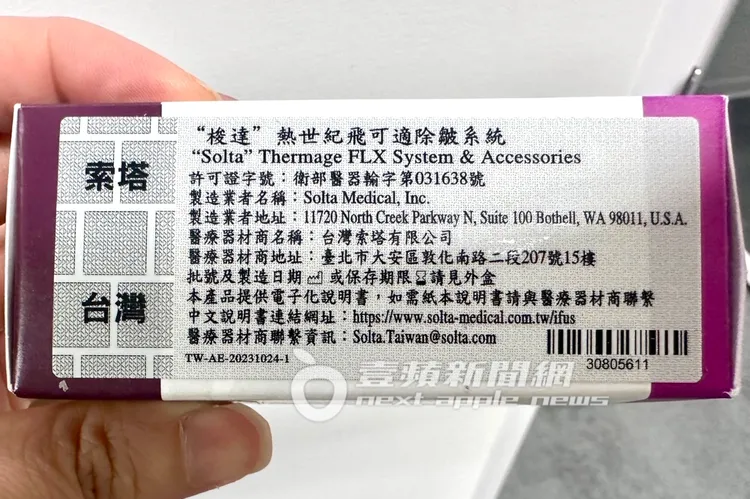 索塔
台灣
“梭達” 熱世紀飛可適除皺系統
“Solta” Thermage FLX System & Accessories
許可證字號：衛部醫器輸字第031638號
製造業者名稱：Solta Medical, Inc.
製造業者地址：11720 North Creek Parkway N, Suite 100 Bothell, WA 98011, U.S.A.
醫療器材商名稱：台灣索塔有限公司
醫療器材商地址：臺北市大安區敦化南路二段207號15樓
批號及製造日期 或保存期限 請見外盒
本產品提供電子化說明書，如需紙本說明書請與醫療器材商聯繫
中文說明書連結網址：https://www.solta-medical.com.tw/ifus
醫療器材商聯繫資訊：Solta.Taiwan@solta.com
TW-AE-20231024-1
30805611
壹蘋新聞網
next.apple.news